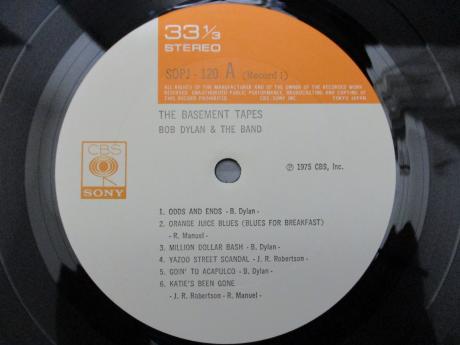 33 1/3
STEREO
SOPJ-120 A (Record 1)
ALL RIGHTS OF THE MANUFACTURER AND OF THE OWNER OF THE RECORDED WORK
RESERVED UNAUTHORIZED PUBLIC PERFORMANCE, BROADCASTING AND COPYING OF
THIS RECORD PROHIBITED CBS/SONY INC. TOKYO JAPAN
THE BASEMENT TAPES
BOB DYLAN & THE BAND
CBS
SONY
℗ 1975 CBS, Inc.
1. ODDS AND ENDS - B. Dylan -
2. ORANGE JUICE BLUES (BLUES FOR BREAKFAST)
- R. Manuel -
3. MILLION DOLLAR BASH - B. Dylan -
4. YAZOO STREET SCANDAL - J. R. Robertson -
5. GOIN' TO ACAPULCO - B. Dylan -
6. KATIE'S BEEN GONE
- J. R. Robertson - R. Manuel -